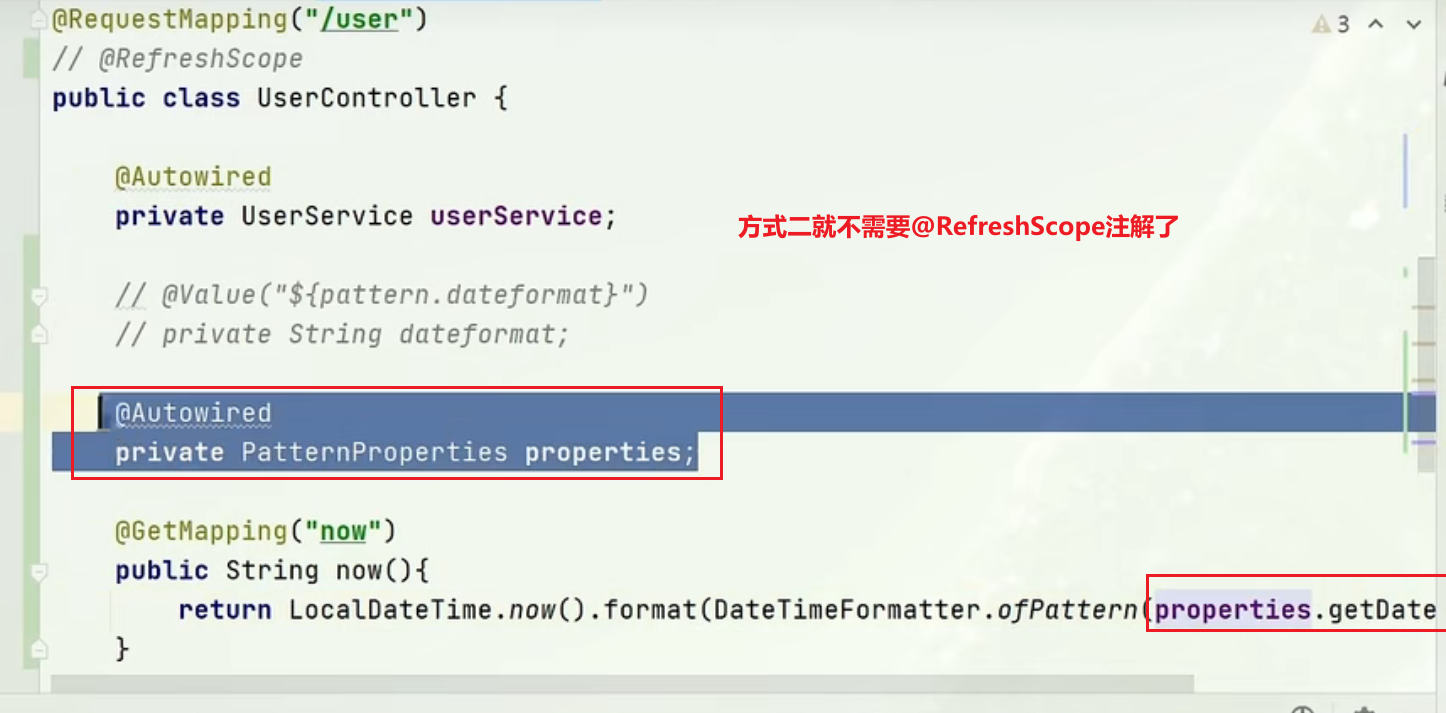 @RequestMapping("/user")
3
// @RefreshScope
public class UserController {
@Autowired
private UserService userService;
方式二就不需要@RefreshScope注解了
// @Value("${pattern.dateformat}")
// private String dateformat;
@Autowired
private PatternProperties properties;
@GetMapping("now")
public String now(){
return LocalDateTime.now().format(DateTimeFormatter.ofPattern(properties.getDate
}